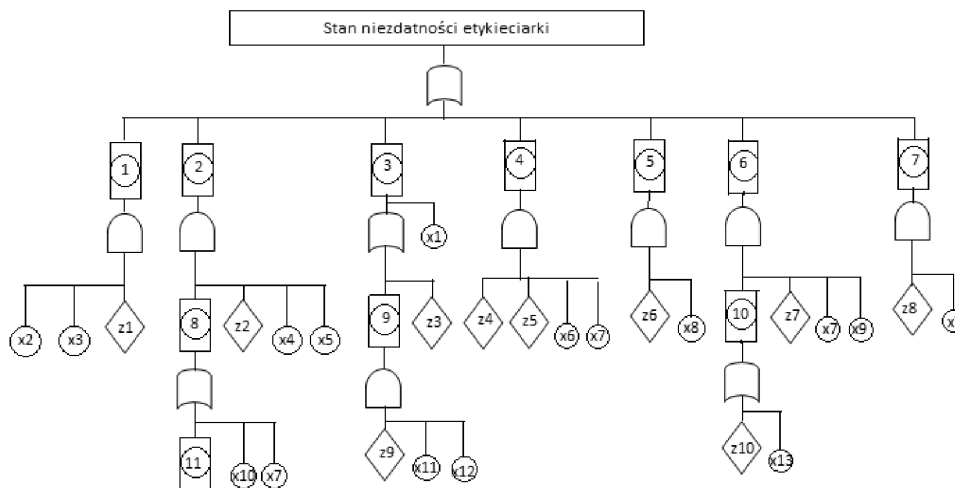 Stan niezdatności etykieciarki
1 2 3 4 5 6 7
x1
x2 x3 z1 8 z2 x4 x5 9 z3 z4 z5 x6 x7 z6 x8 10 z7 x7 x9 z8
11 x10 x7 z9 x11 x12 z10 x13